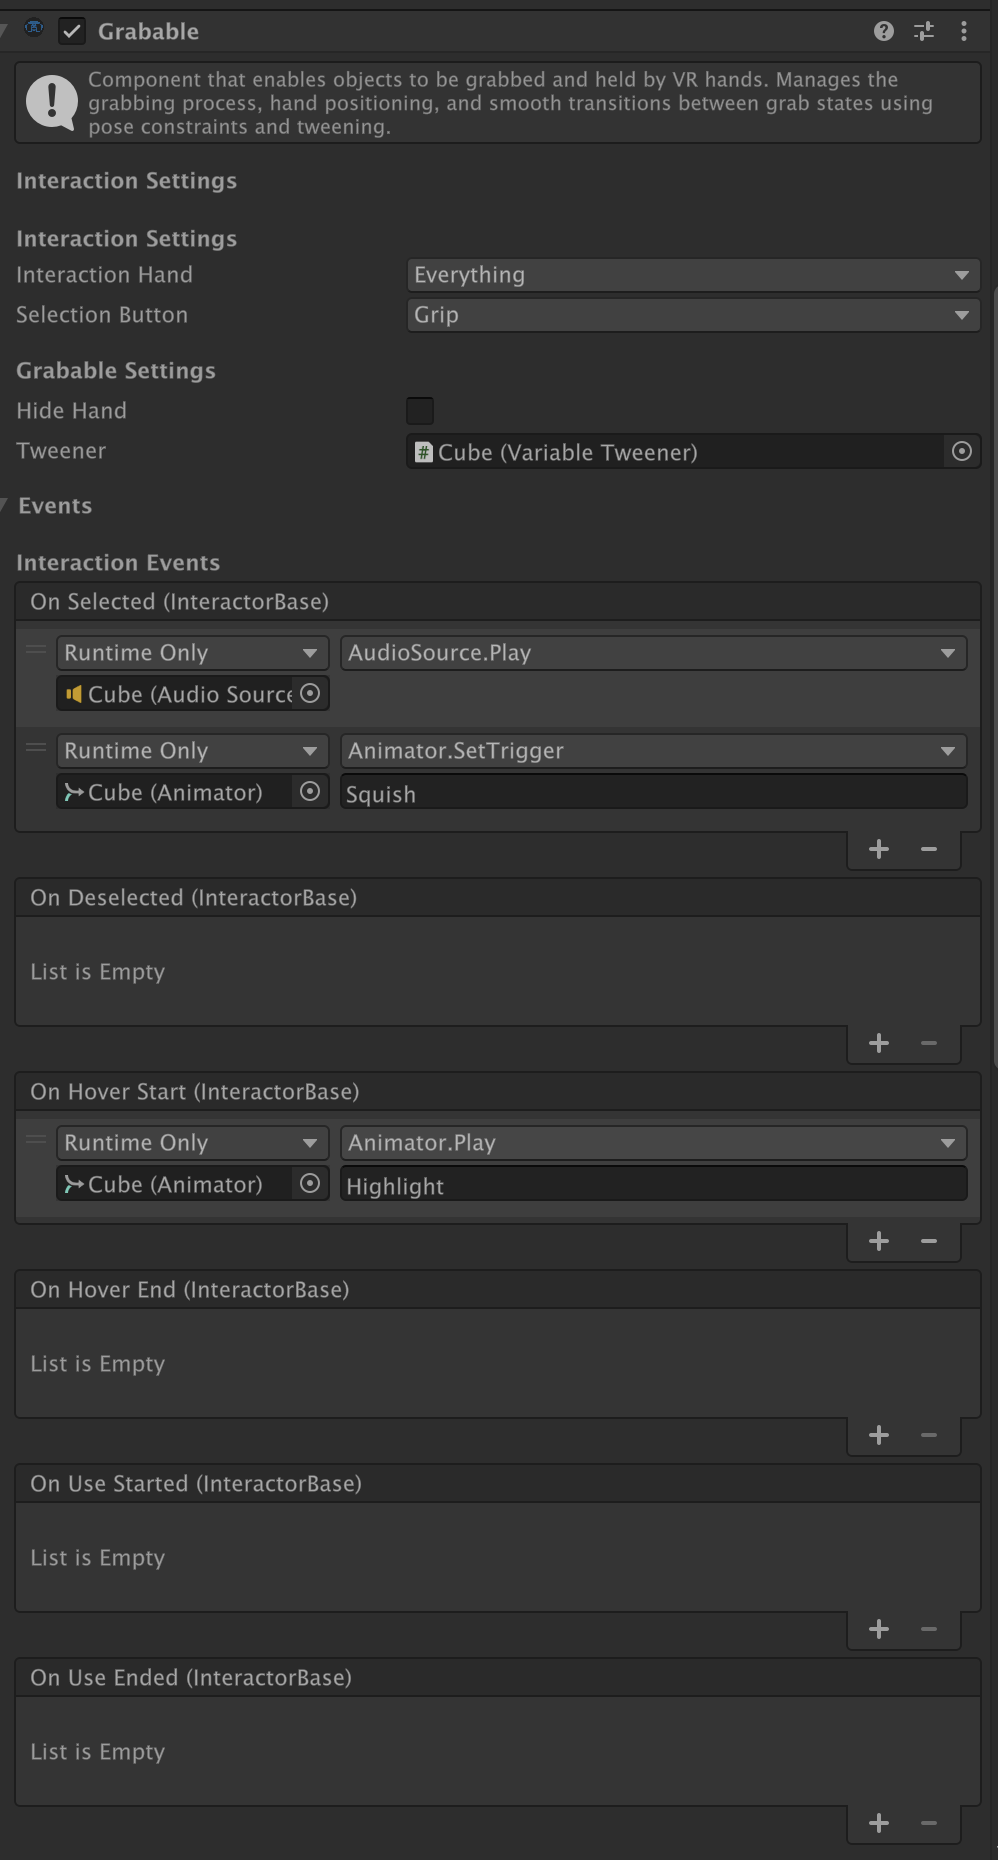 Grabable
Component that enables objects to be grabbed and held by VR hands. Manages the
grabbing process, hand positioning, and smooth transitions between grab states using
pose constraints and tweening.
Interaction Settings
Interaction Settings
Interaction Hand Everything
Selection Button Grip
Grabable Settings
Hide Hand
Tweener # Cube (Variable Tweener)
Events
Interaction Events
On Selected (InteractorBase)
Runtime Only AudioSource.Play
Cube (Audio Source
Runtime Only Animator.SetTrigger
Cube (Animator) Squish
+ −
On Deselected (InteractorBase)
List is Empty
+ −
On Hover Start (InteractorBase)
Runtime Only Animator.Play
Cube (Animator) Highlight
+ −
On Hover End (InteractorBase)
List is Empty
+ −
On Use Started (InteractorBase)
List is Empty
+ −
On Use Ended (InteractorBase)
List is Empty
+ −